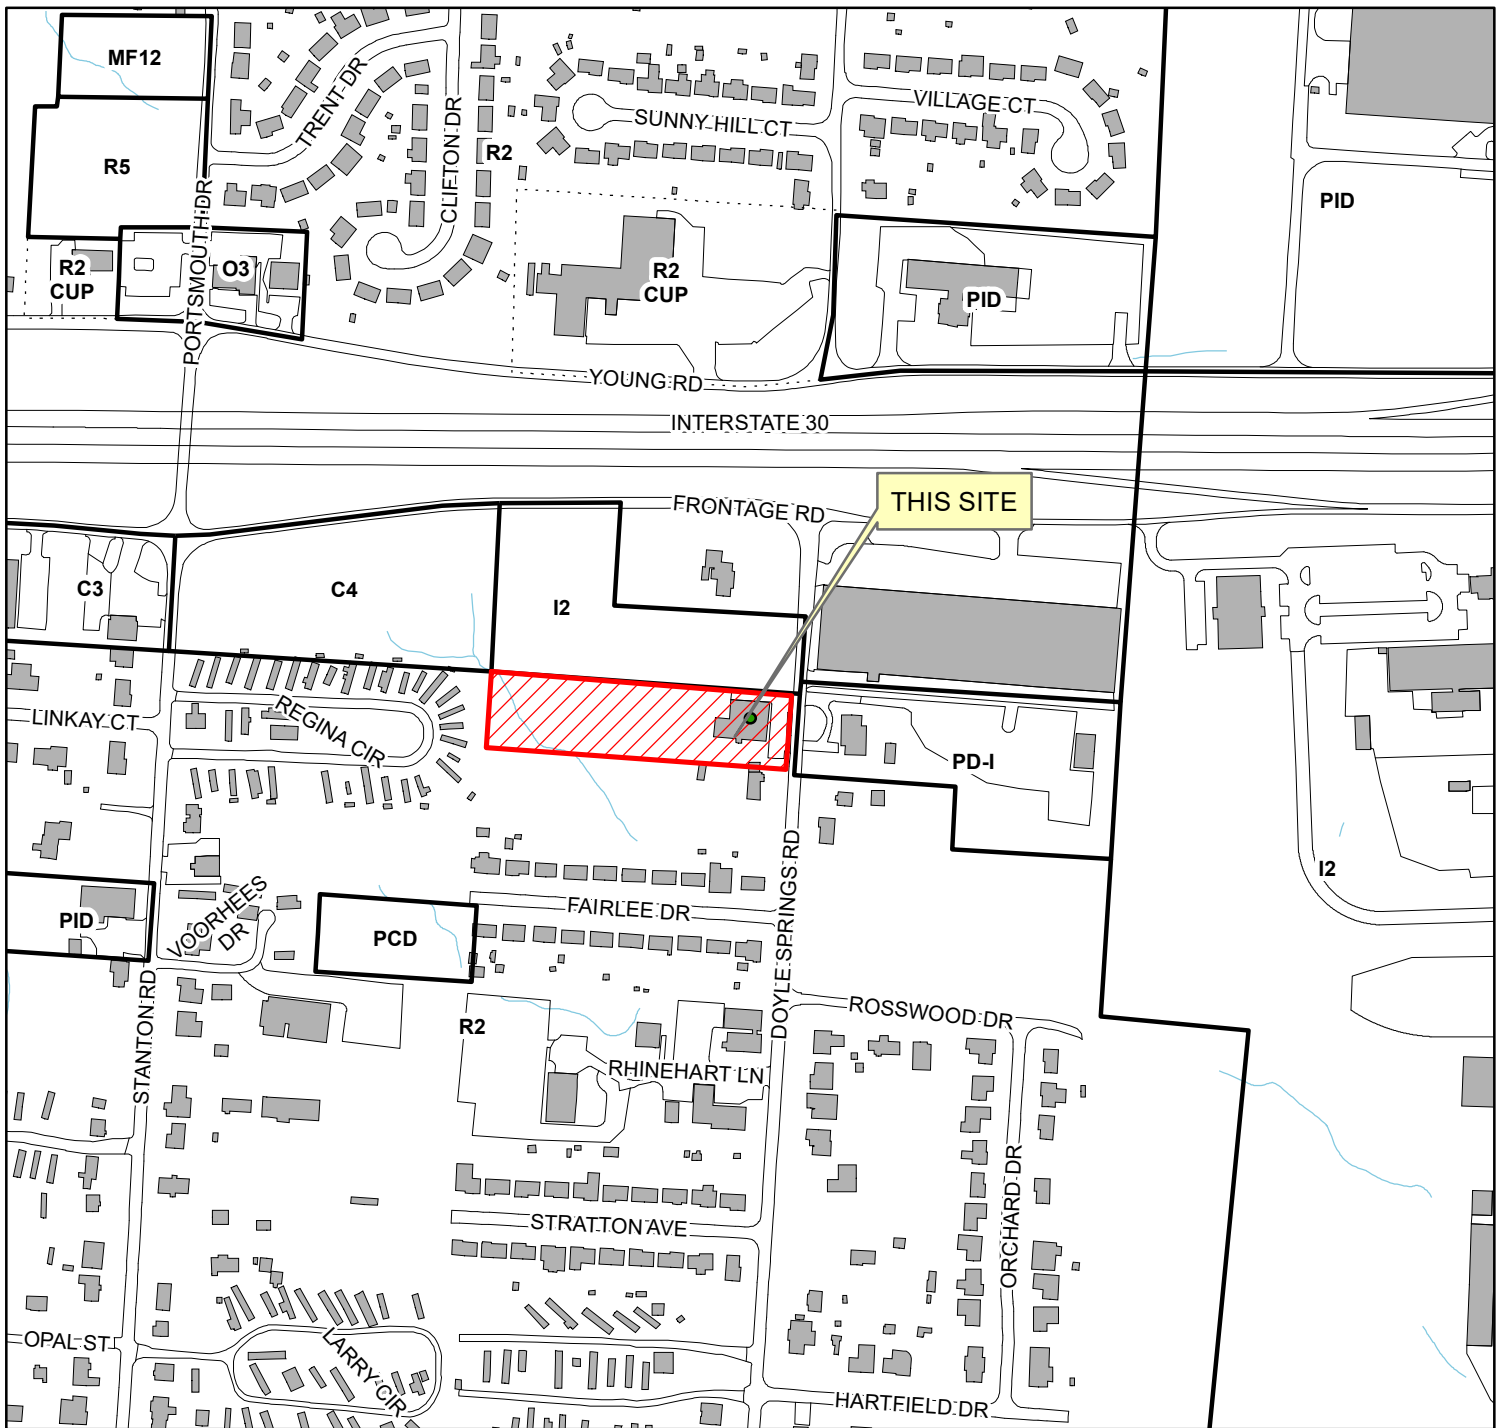 MF12
TRENT DR
CLIFTON DR
SUNNY HILL CT
VILLAGE CT
R2
R5
PORTSMOUTH DR
PID
R2
CUP
O3
R2
CUP
PID
YOUNG RD
INTERSTATE 30
THIS SITE
FRONTAGE RD
C3
C4
I2
LINKAY CT
REGINA CIR
PD-I
DOYLE SPRINGS RD
I2
PID
VOORHEES
DR
PCD
FAIRLEE DR
STANTON RD
R2
ROSSWOOD DR
RHINEHART LN
ORCHARD DR
STRATTON AVE
OPAL ST
LARRY CIR
HARTFIELD DR